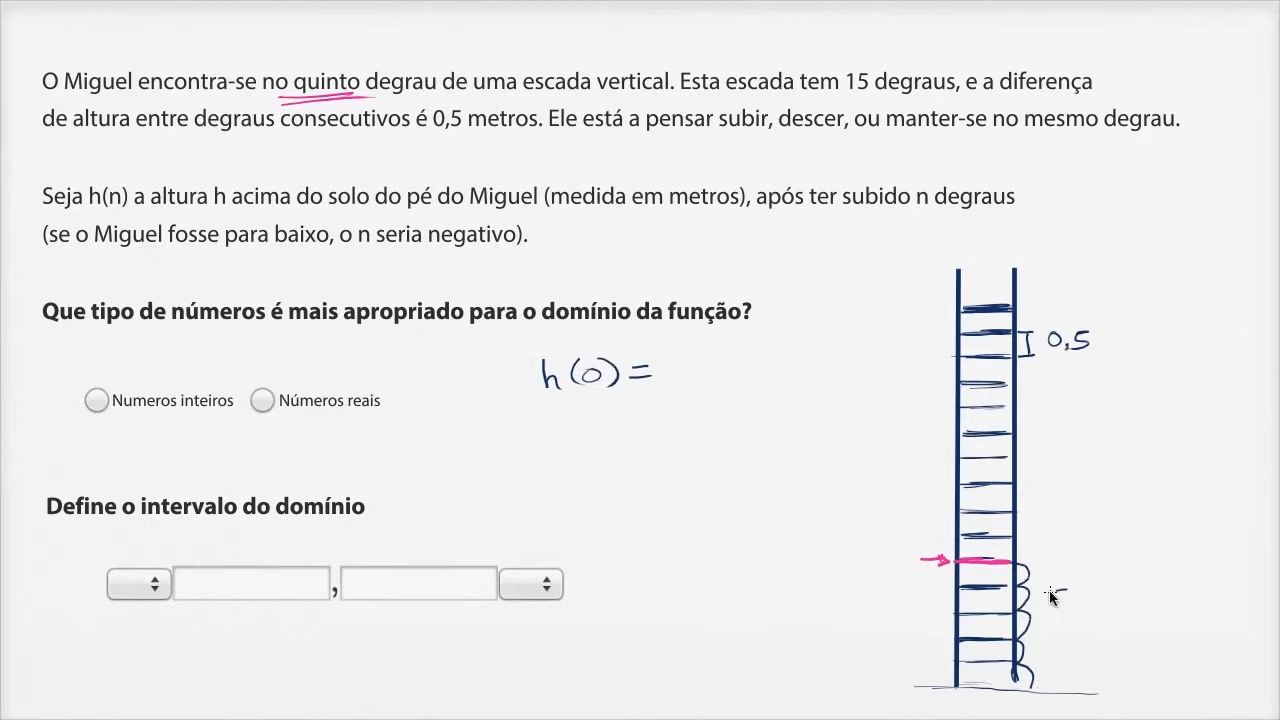 O Miguel encontra-se no quinto degrau de uma escada vertical. Esta escada tem 15 degraus, e a diferença
de altura entre degraus consecutivos é 0,5 metros. Ele está a pensar subir, descer, ou manter-se no mesmo degrau.
Seja h(n) a altura h acima do solo do pé do Miguel (medida em metros), após ter subido n degraus
(se o Miguel fosse para baixo, o n seria negativo).
Que tipo de números é mais apropriado para o domínio da função?
h(0)=
0,5
Numeros inteiros Números reais
Define o intervalo do domínio
,